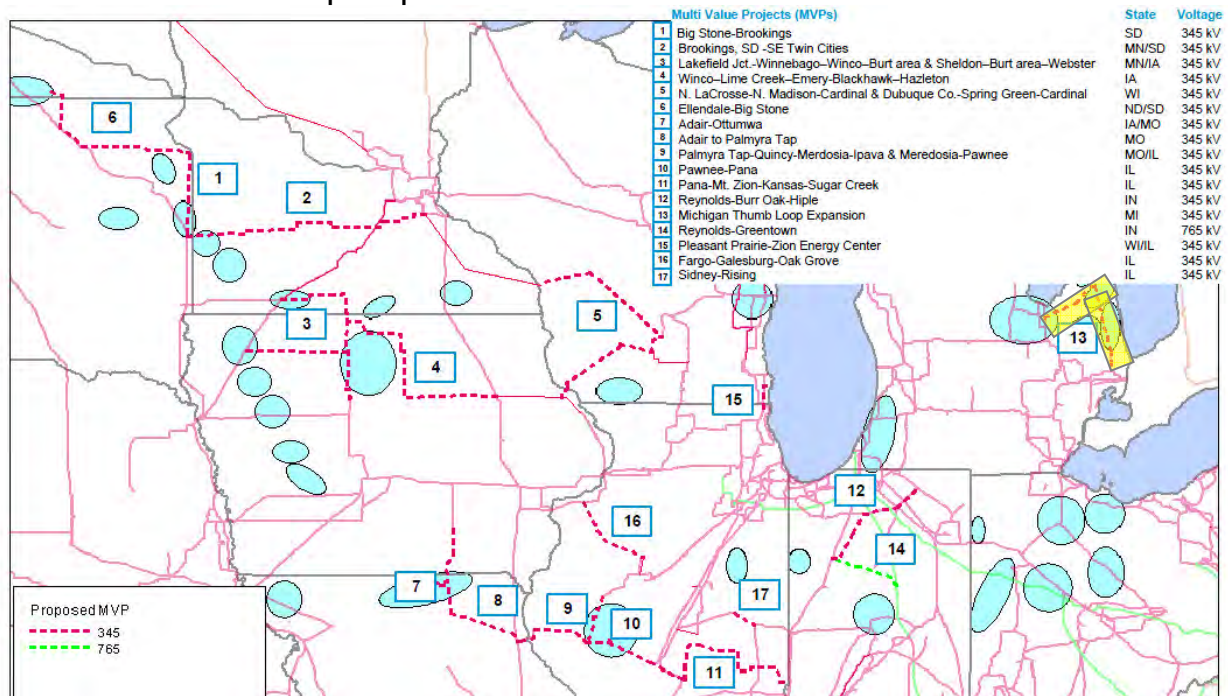 Multi Value Projects (MVPs) State Voltage
1 Big Stone-Brookings SD 345 kV
2 Brookings, SD -SE Twin Cities MN/SD 345 kV
3 Lakefield Jct.-Winnebago–Winco–Burt area & Sheldon–Burt area–Webster MN/IA 345 kV
4 Winco–Lime Creek–Emery-Blackhawk–Hazleton IA 345 kV
5 N. LaCrosse-N. Madison-Cardinal & Dubuque Co.-Spring Green-Cardinal WI 345 kV
6 Ellendale-Big Stone ND/SD 345 kV
7 Adair-Ottumwa IA/MO 345 kV
8 Adair to Palmyra Tap MO 345 kV
9 Palmyra Tap-Quincy-Merdosia-Ipava & Meredosia-Pawnee MO/IL 345 kV
10 Pawnee-Pana IL 345 kV
11 Pana-Mt. Zion-Kansas-Sugar Creek IL 345 kV
12 Reynolds-Burr Oak-Hiple IN 345 kV
13 Michigan Thumb Loop Expansion MI 345 kV
14 Reynolds-Greentown IN 765 kV
15 Pleasant Prairie-Zion Energy Center WI/IL 345 kV
16 Fargo-Galesburg-Oak Grove IL 345 kV
17 Sidney-Rising IL 345 kV
6
1
2
3
5
13
4
15
12
16
14
7
8
9
10
17
11
Proposed MVP
345
765